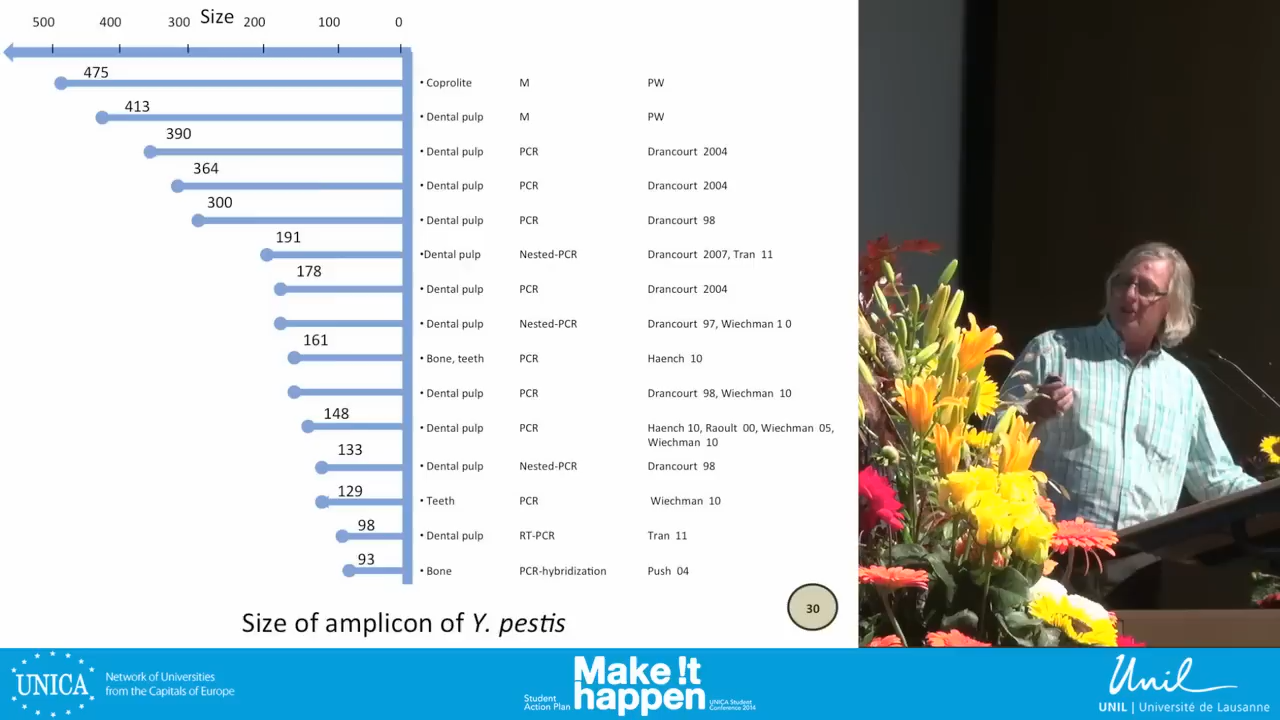 Size
500 400 300 200 100 0
475 • Coprolite M PW
413 • Dental pulp M PW
390 • Dental pulp PCR Drancourt 2004
364 • Dental pulp PCR Drancourt 2004
300 • Dental pulp PCR Drancourt 98
191 •Dental pulp Nested-PCR Drancourt 2007, Tran 11
178 • Dental pulp PCR Drancourt 2004
• Dental pulp Nested-PCR Drancourt 97, Wiechman 1 0
161 • Bone, teeth PCR Haench 10
• Dental pulp PCR Drancourt 98, Wiechman 10
148 • Dental pulp PCR Haench 10, Raoult 00, Wiechman 05,
Wiechman 10
133 • Dental pulp Nested-PCR Drancourt 98
129 • Teeth PCR Wiechman 10
98 • Dental pulp RT-PCR Tran 11
93 • Bone PCR-hybridization Push 04
30
Size of amplicon of Y. pestis
UNICA
Network of Universities
from the Capitals of Europe
Student
Action Plan
Make !t
happen
UNICA Student
Conference 2014
Unil
UNIL | Université de Lausanne